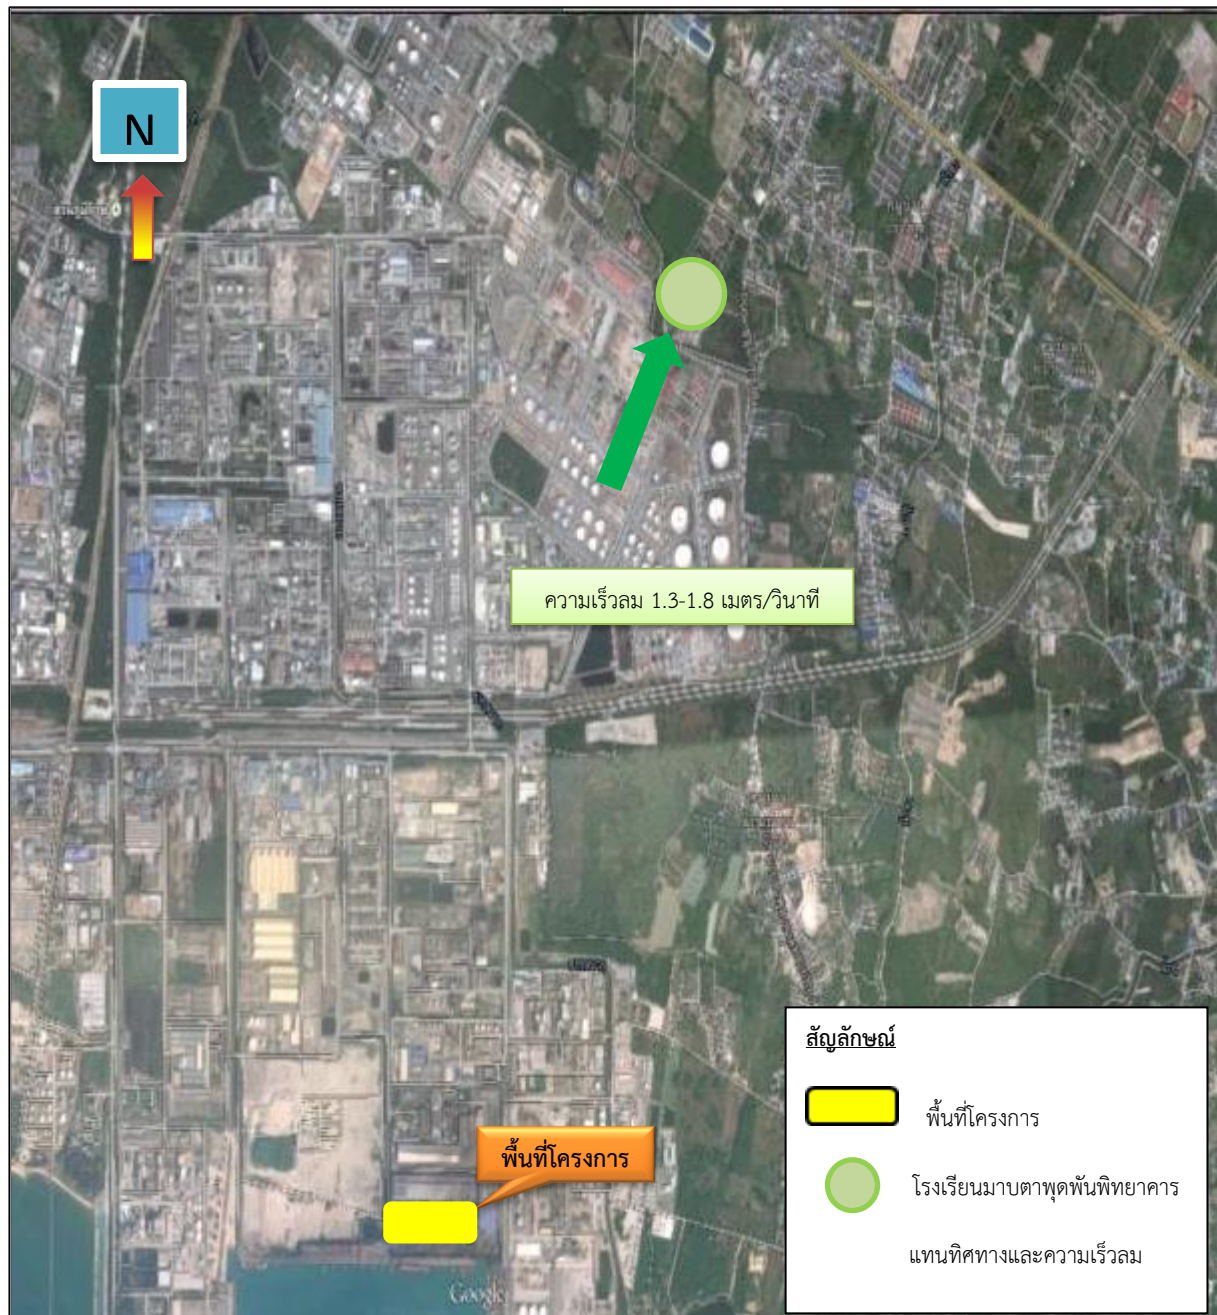 N
ความเร็วลม 1.3-1.8 เมตร/วินาที
พื้นที่โครงการ
สัญลักษณ์
พื้นที่โครงการ
โรงเรียนมาบตาพุดพันพิทยาคาร
แทนทิศทางและความเร็วลม
Google